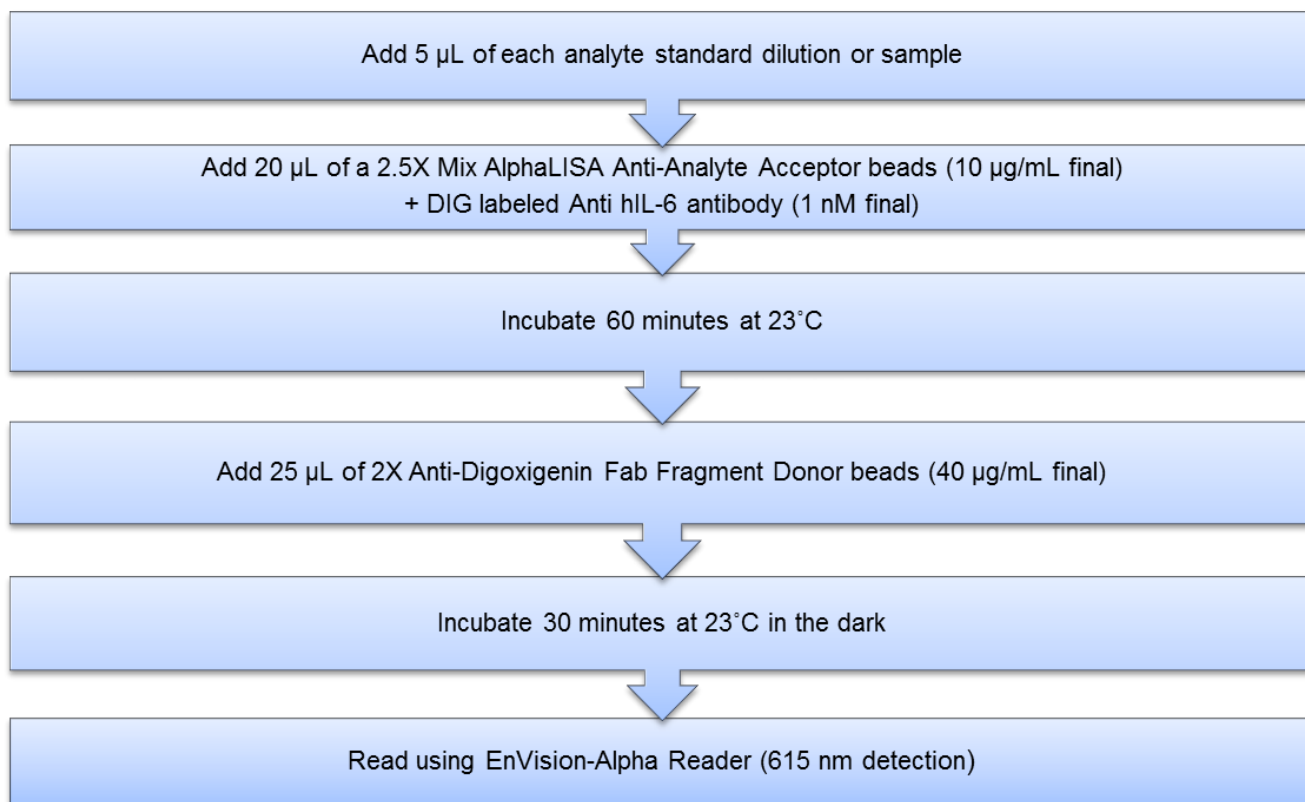 Add 5 µL of each analyte standard dilution or sample
Add 20 µL of a 2.5X Mix AlphaLISA Anti-Analyte Acceptor beads (10 µg/mL final)
+ DIG labeled Anti hIL-6 antibody (1 nM final)
Incubate 60 minutes at 23˚C
Add 25 µL of 2X Anti-Digoxigenin Fab Fragment Donor beads (40 µg/mL final)
Incubate 30 minutes at 23˚C in the dark
Read using EnVision-Alpha Reader (615 nm detection)